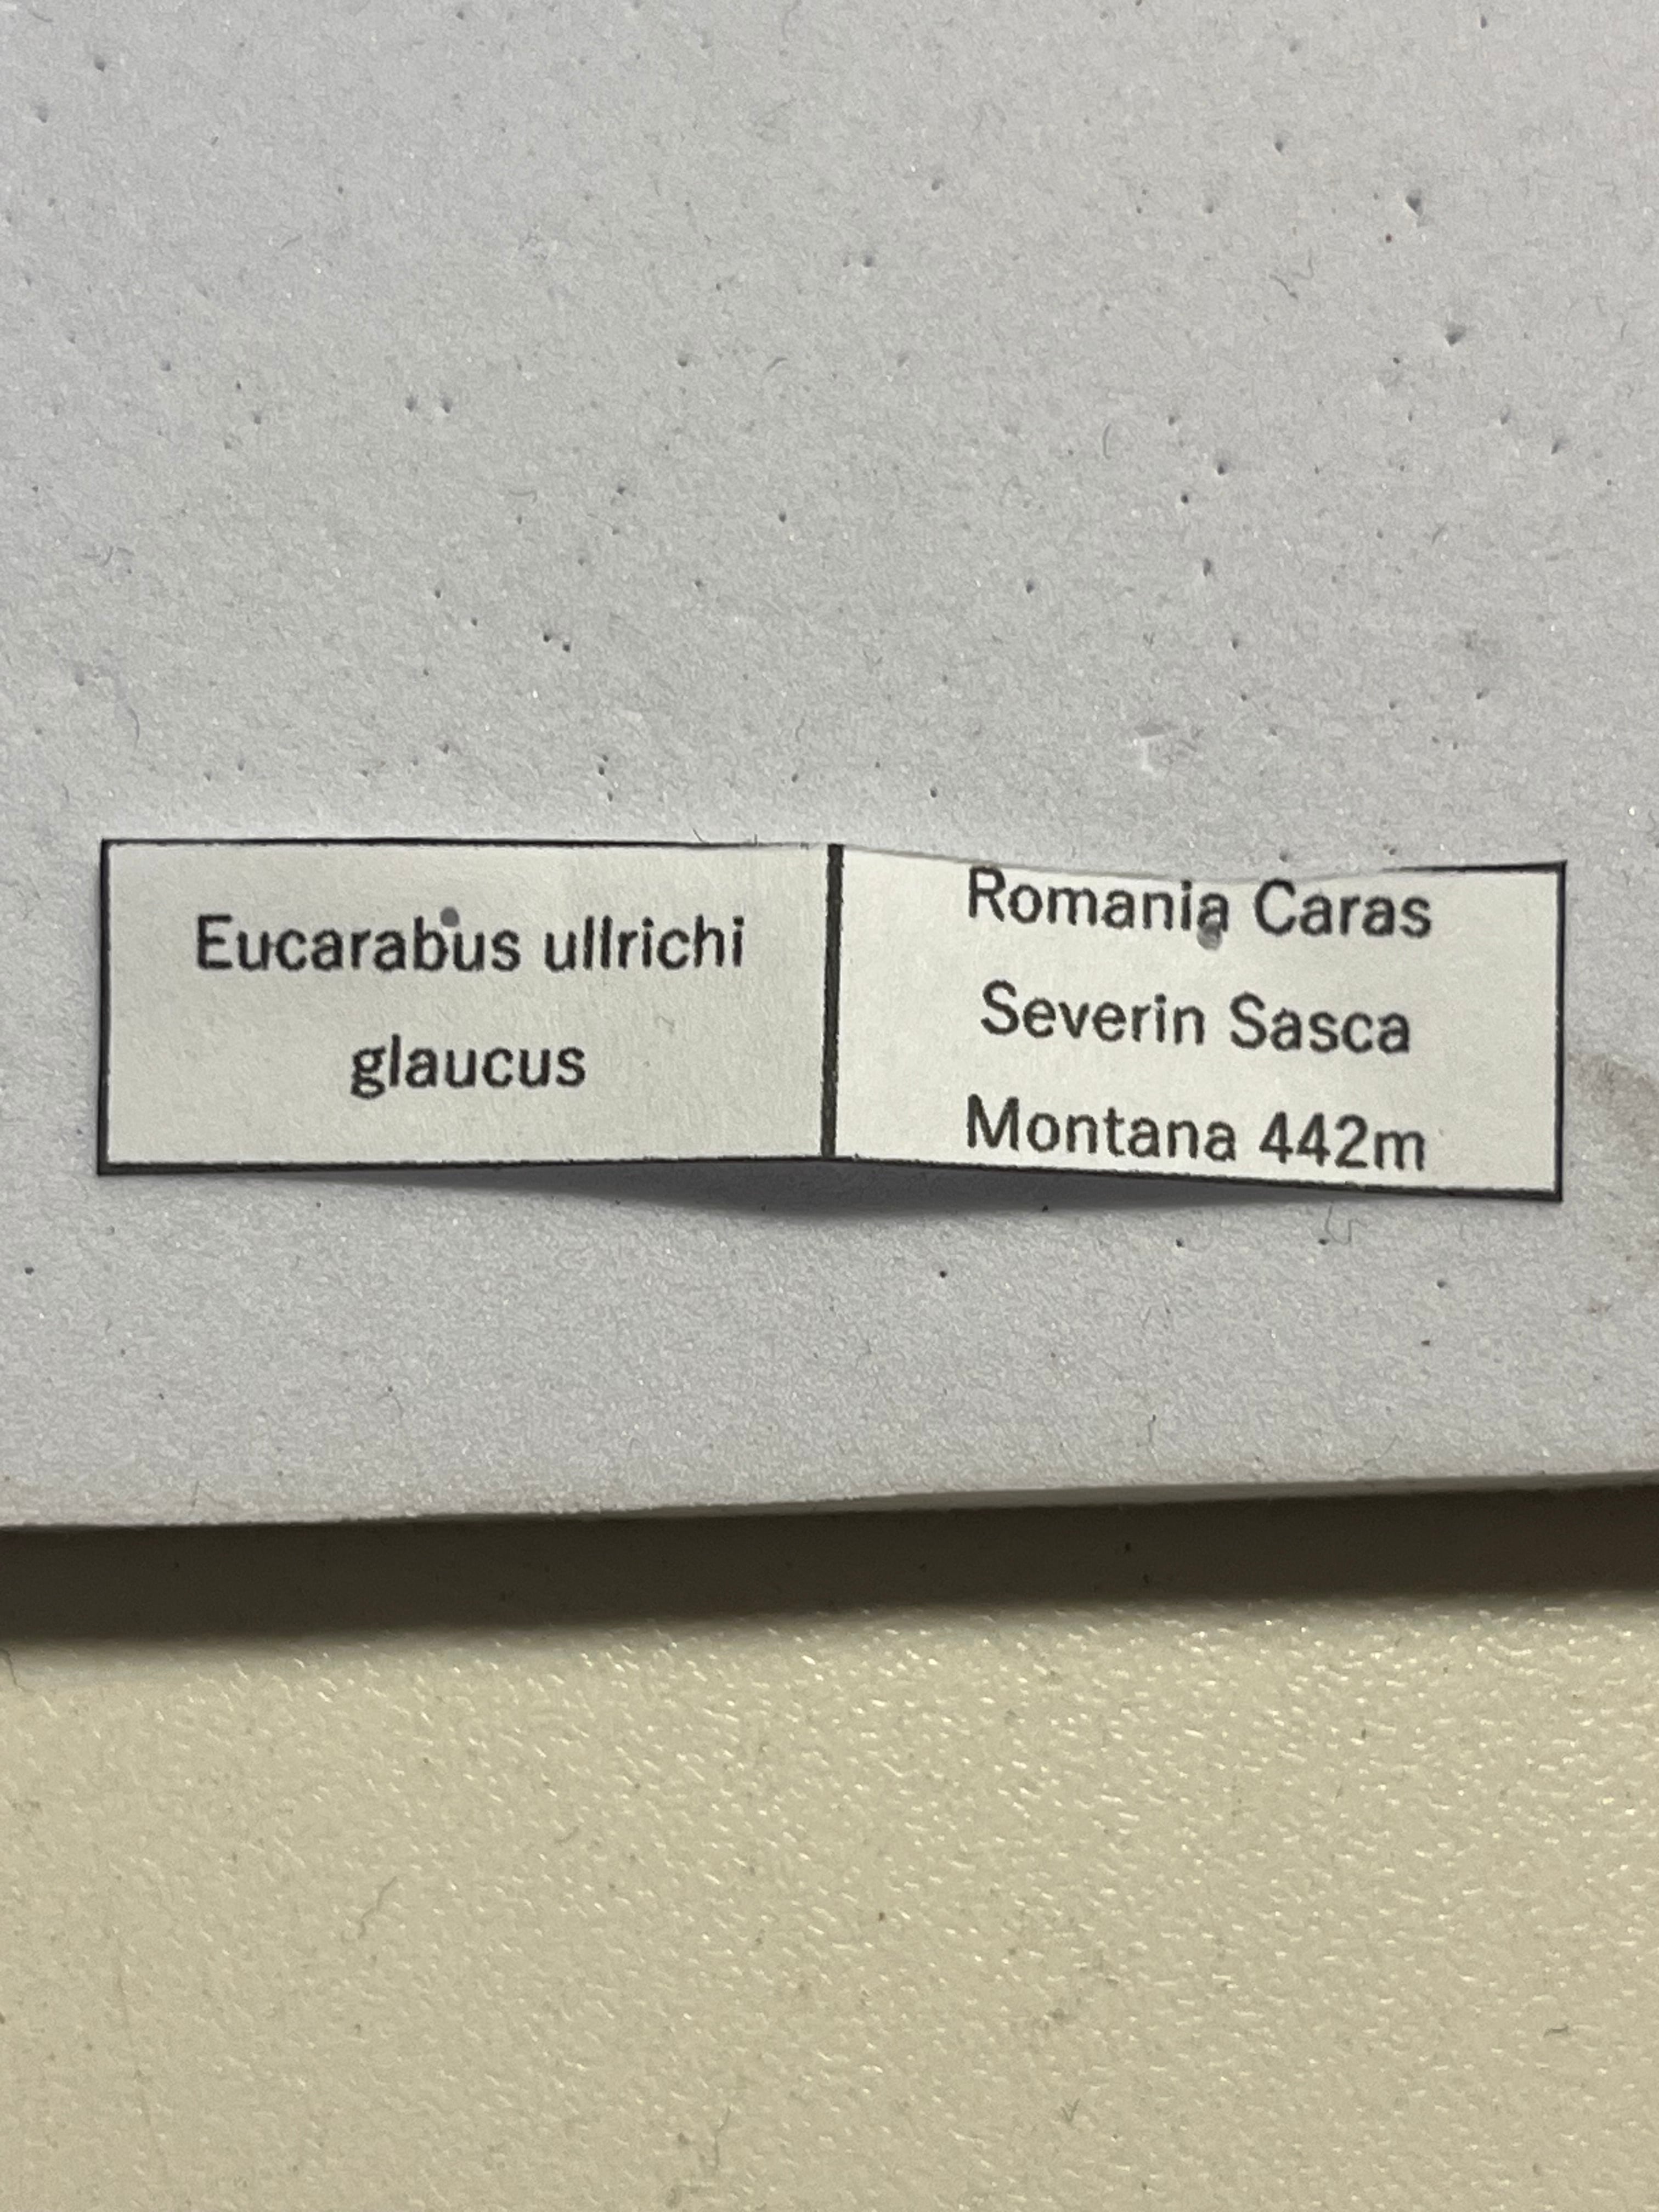 Eucarabus ullrichi
glaucus
Romania Caras
Severin Sasca
Montana 442m